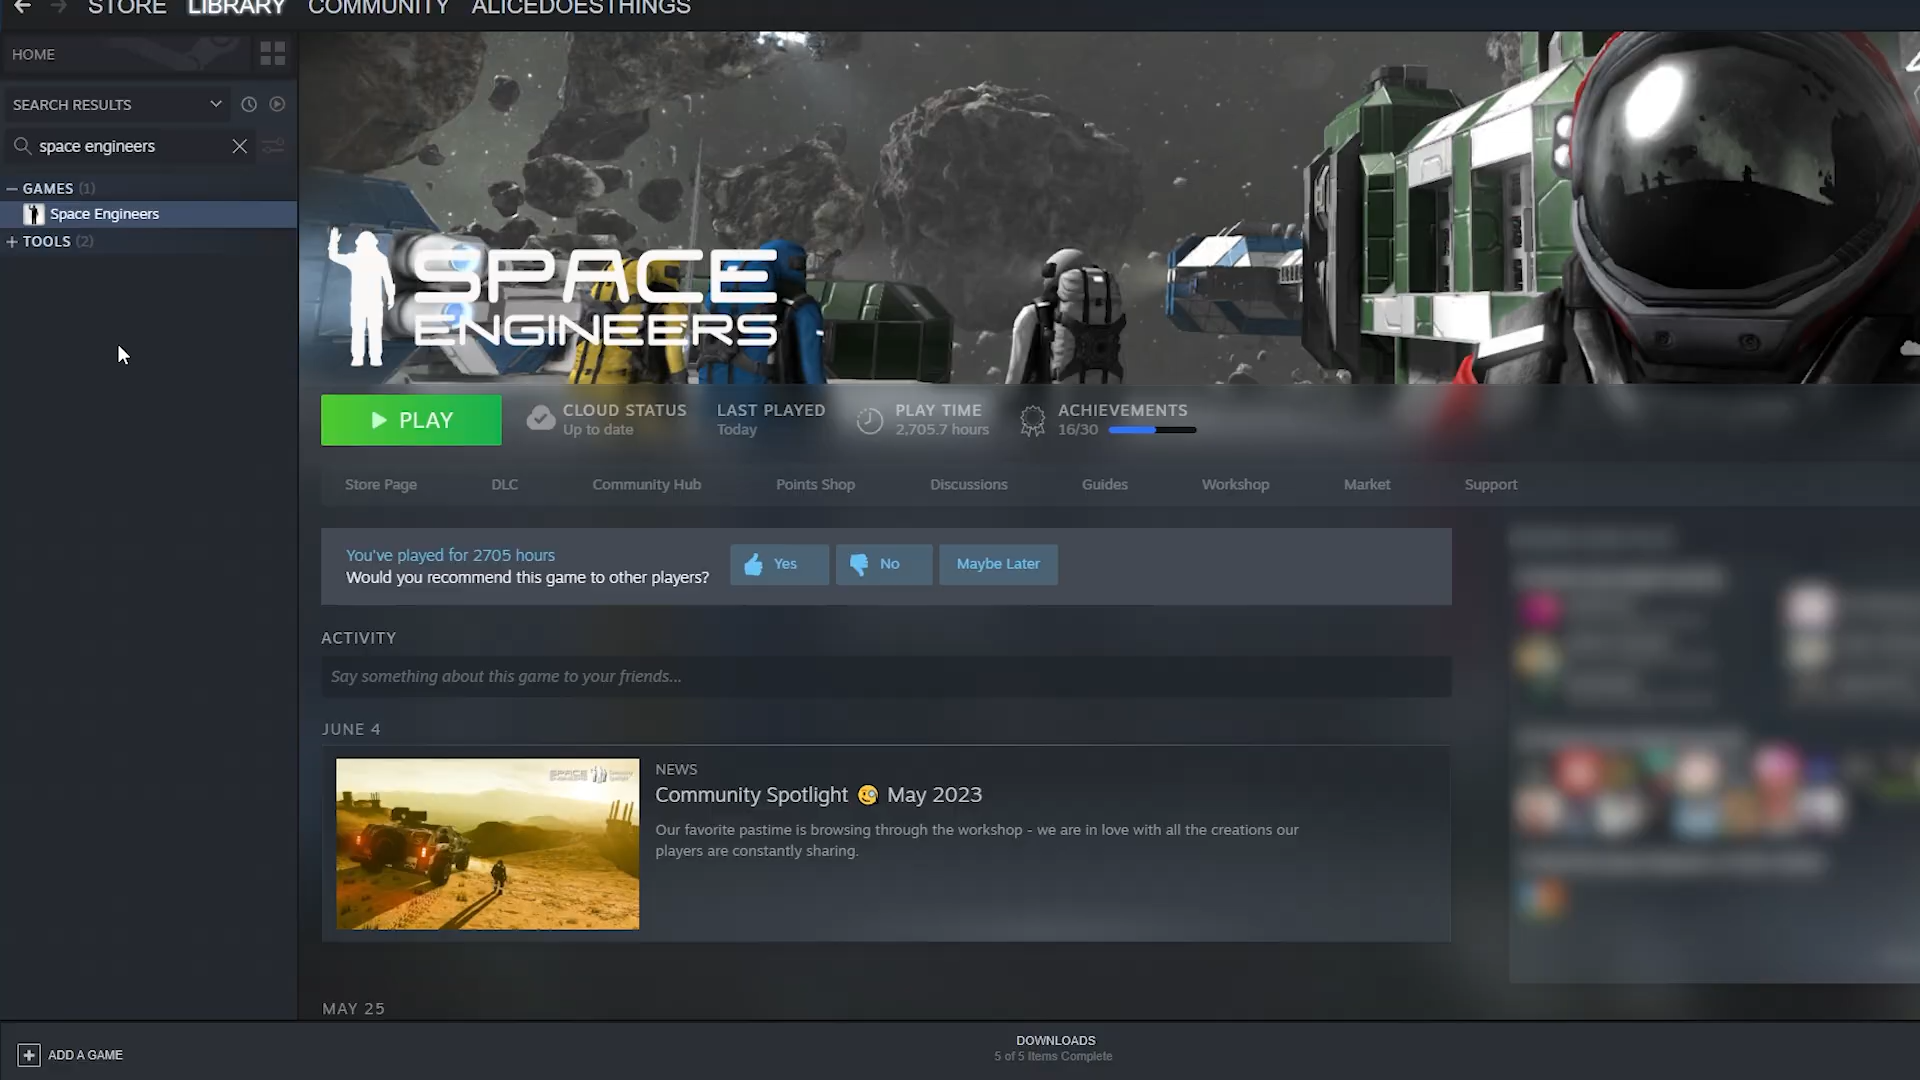 STORE LIBRARY COMMUNITY ALICEDOESTHINGS
HOME
SEARCH RESULTS
space engineers
GAMES (1)
Space Engineers
TOOLS (2)
SPACE
ENGINEERS
PLAY
CLOUD STATUS
Up to date
LAST PLAYED
Today
PLAY TIME
2,705.7 hours
ACHIEVEMENTS
16/30
Store Page DLC Community Hub Points Shop Discussions Guides Workshop Market Support
You've played for 2705 hours
Would you recommend this game to other players?
Yes No Maybe Later
ACTIVITY
Say something about this game to your friends...
JUNE 4
SPACE
NEWS
Community Spotlight 🧐 May 2023
Our favorite pastime is browsing through the workshop - we are in love with all the creations our
players are constantly sharing.
MAY 25
ADD A GAME
DOWNLOADS
5 of 5 Items Complete